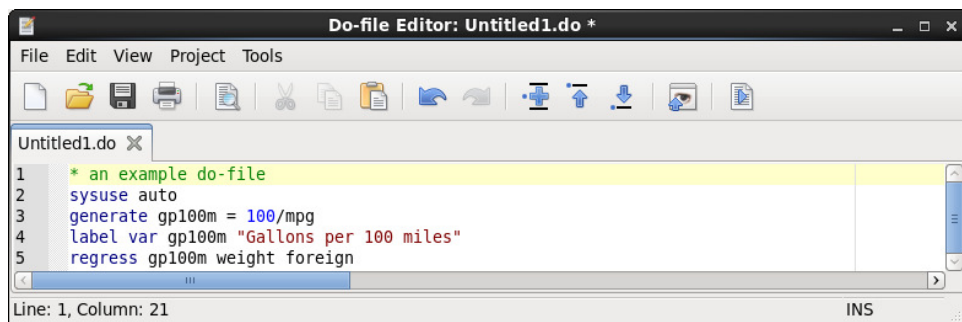 Do-file Editor: Untitled1.do *
File Edit View Project Tools
Untitled1.do
1 * an example do-file
2 sysuse auto
3 generate gp100m = 100/mpg
4 label var gp100m "Gallons per 100 miles"
5 regress gp100m weight foreign
Line: 1, Column: 21 INS